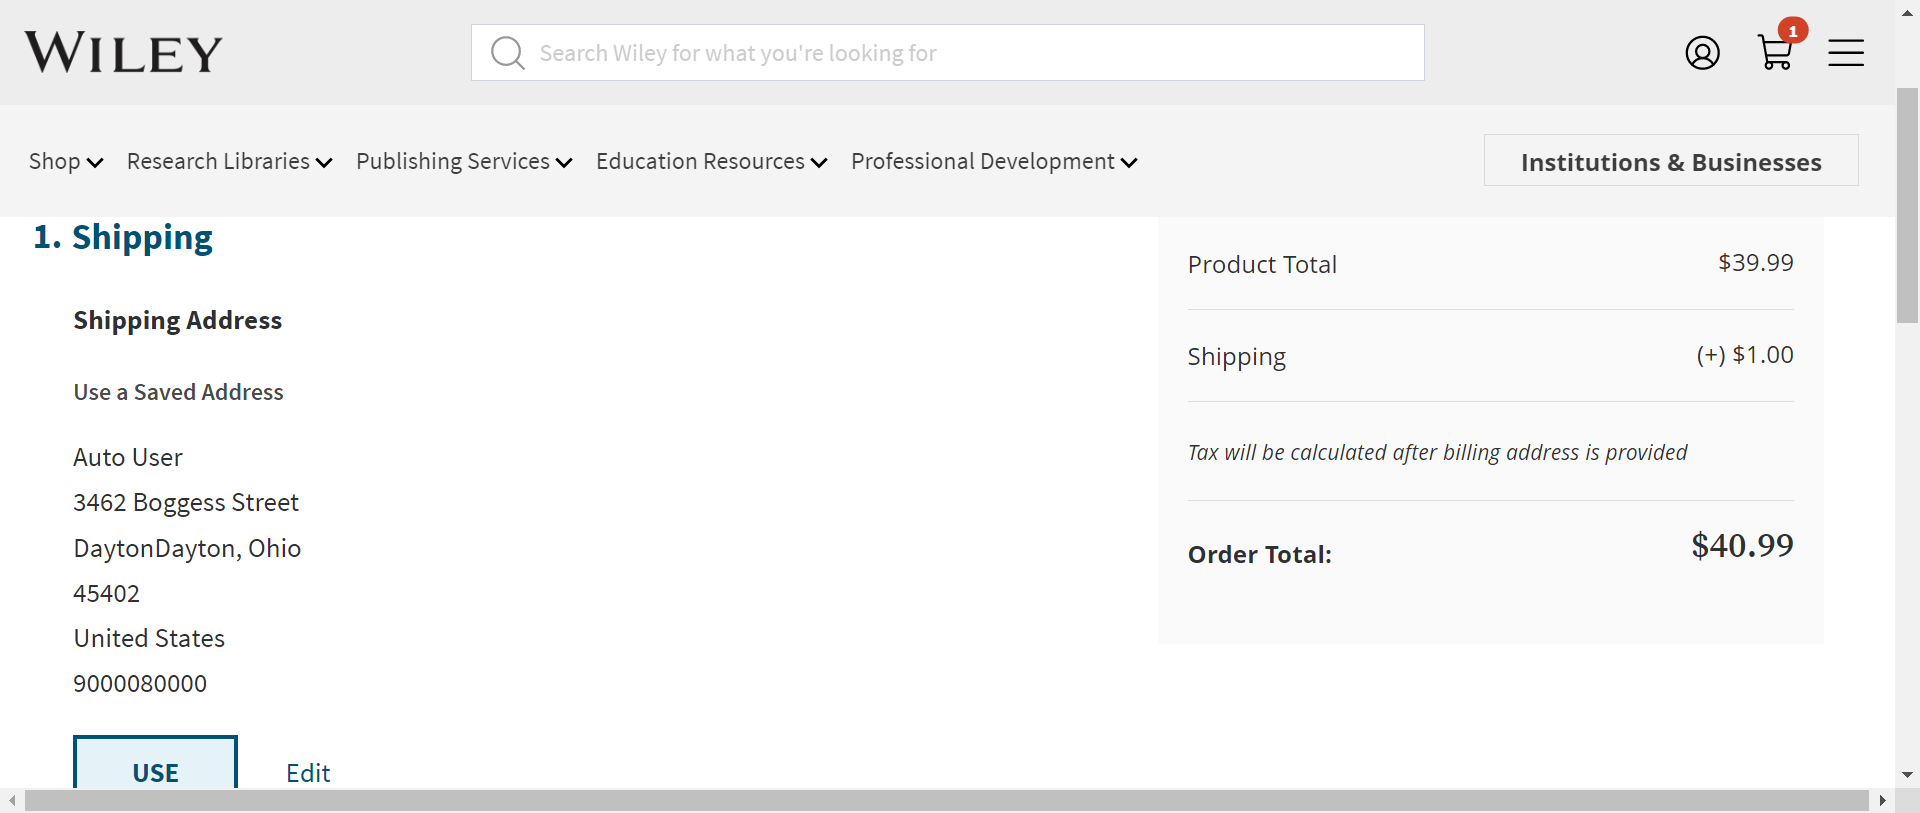 WILEY
Search Wiley for what you're looking for
1
Shop
Research Libraries
Publishing Services
Education Resources
Professional Development
Institutions & Businesses
1. Shipping
Shipping Address
Use a Saved Address
Auto User
3462 Boggess Street
DaytonDayton, Ohio
45402
United States
9000080000
USE
Edit
Product Total
$39.99
Shipping
(+) $1.00
Tax will be calculated after billing address is provided
Order Total:
$40.99